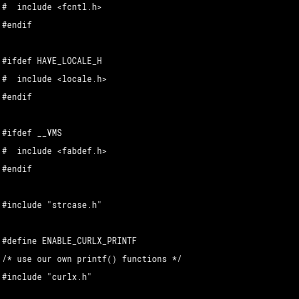 #  include <fcntl.h>
#endif

#ifdef HAVE_LOCALE_H
#  include <locale.h>
#endif

#ifdef __VMS
#  include <fabdef.h>
#endif

#include "strcase.h"

#define ENABLE_CURLX_PRINTF
/* use our own printf() functions */
#include "curlx.h"